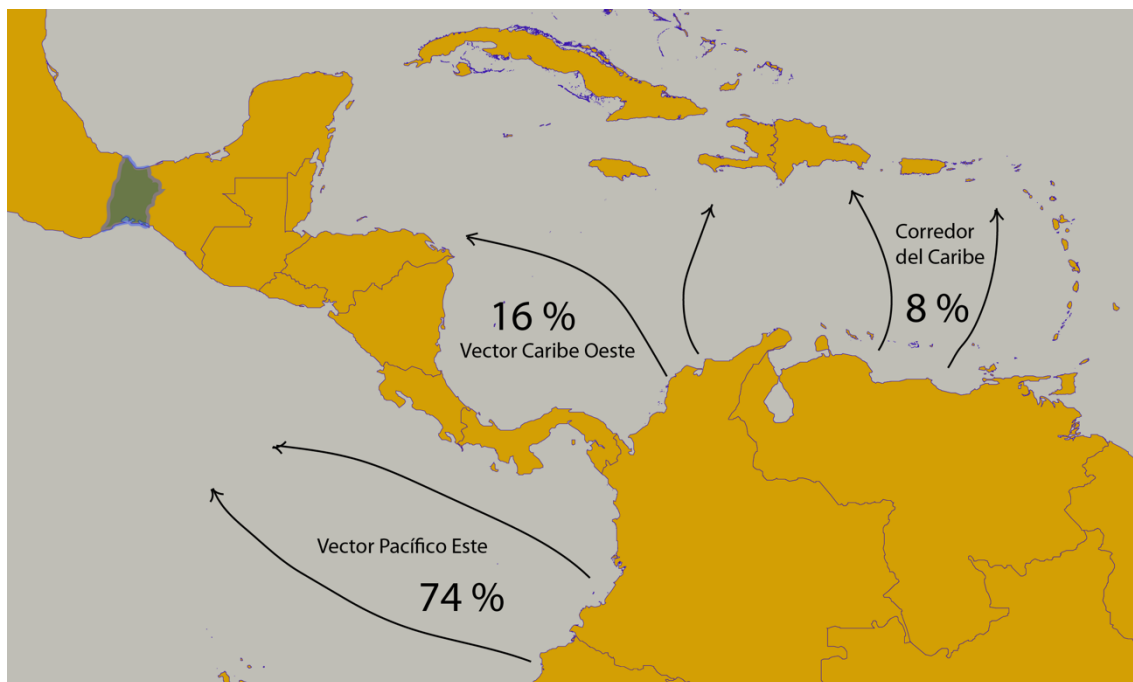 Corredor
del Caribe
8 %
16 %
Vector Caribe Oeste
Vector Pacífico Este
74 %